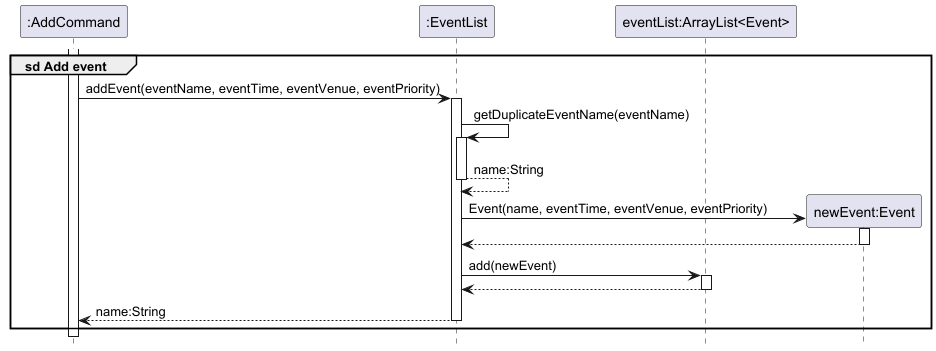 :AddCommand
:EventList
eventList:ArrayList<Event>
sd Add event
addEvent(eventName, eventTime, eventVenue, eventPriority)
getDuplicateEventName(eventName)
name:String
Event(name, eventTime, eventVenue, eventPriority)
newEvent:Event
add(newEvent)
name:String